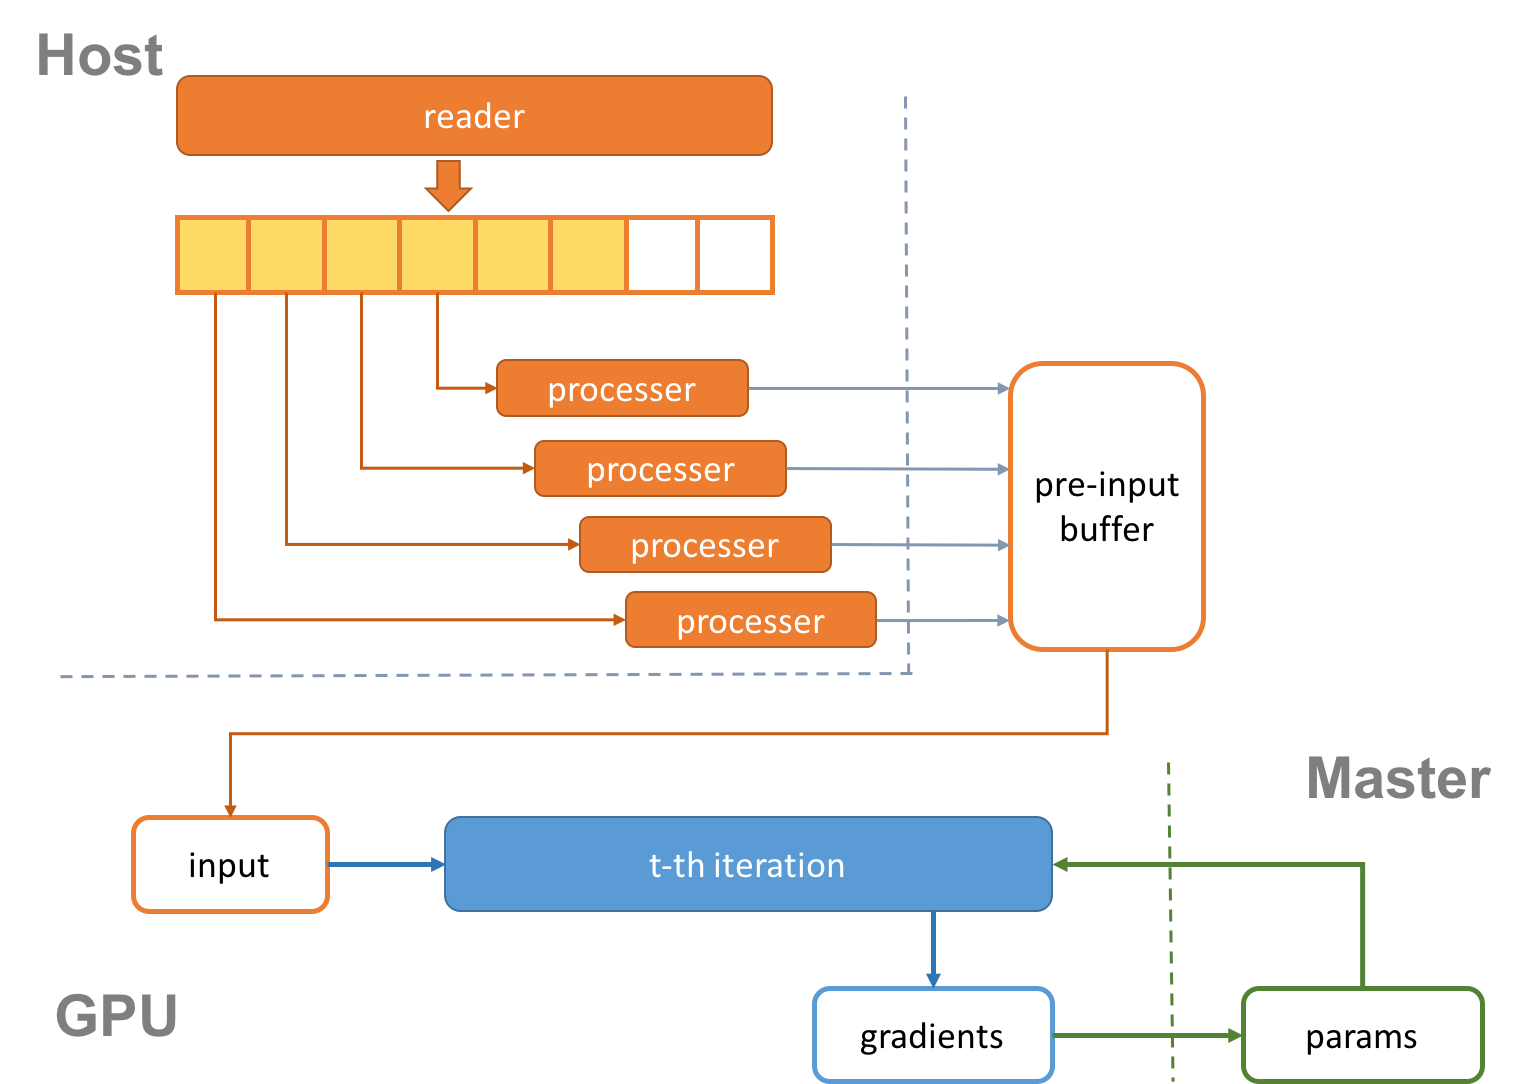 Host
reader
processer
processer
processer
processer
pre-input
buffer
Master
input
t-th iteration
GPU
gradients
params